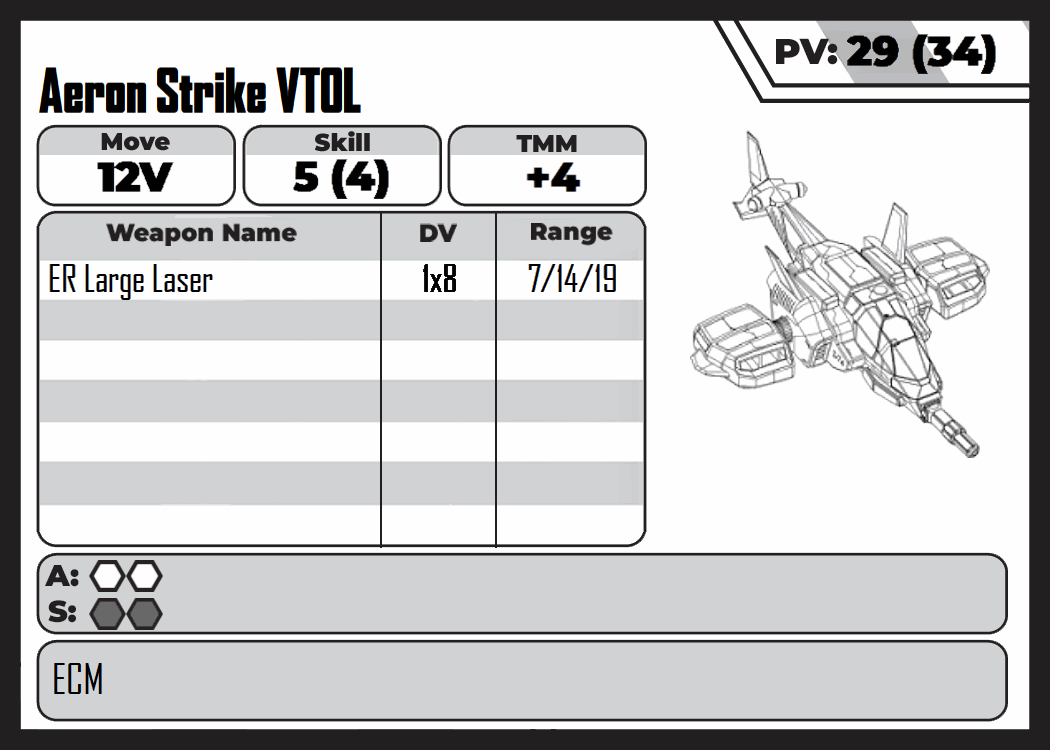 PV: 29 (34)
Aeron Strike VTOL
Move Skill TMM
12V 5 (4) +4
Weapon Name DV Range
ER Large Laser 1x8 7/14/19
A:
S:
ECM